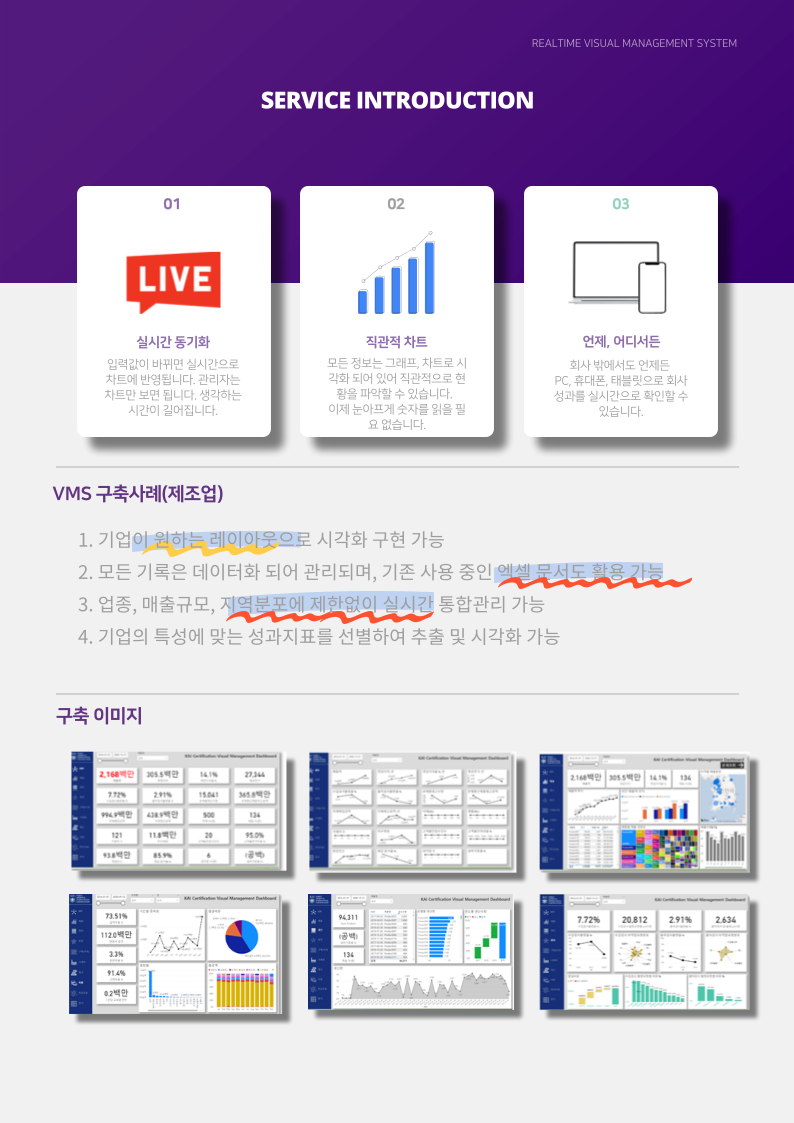 REALTIME VISUAL MANAGEMENT SYSTEM
SERVICE INTRODUCTION
01
LIVE
실시간 동기화
입력값이 바뀌면 실시간으로
차트에 반영됩니다. 관리자는
차트만 보면 됩니다. 생각하는
시간이 길어집니다.
02
직관적 차트
모든 정보는 그래프, 차트로 시
각화 되어 있어 직관적으로 현
황을 파악할 수 있습니다.
이제 눈아프게 숫자를 읽을 필
요 없습니다.
03
언제, 어디서든
회사 밖에서도 언제든
PC, 휴대폰, 태블릿으로 회사
성과를 실시간으로 확인할 수
있습니다.
VMS 구축사례(제조업)
1. 기업이 원하는 레이아웃으로 시각화 구현 가능
2. 모든 기록은 데이터화 되어 관리되며, 기존 사용 중인 엑셀 문서도 활용 가능
3. 업종, 매출규모, 지역분포에 제한없이 실시간 통합관리 가능
4. 기업의 특성에 맞는 성과지표를 선별하여 추출 및 시각화 가능
구축 이미지
KAI Certification Visual Management Dashboard
2,168백만 305.5백만 14.1% 27,344
7.72% 2.91% 15,041 365.6백만
994.9백만 438.9백만 500 134
121 11.8백만 20 95.0%
93.8백만 85.9% 6 (공백)
KAI Certification Visual Management Dashboard
KAI Certification Visual Management Dashboard
2,168백만 305.5백만 14.1% 134
KAI Certification Visual Management Dashboard
73.51%
112.0백만
3.3%
91.4%
0.2백만
KAI Certification Visual Management Dashboard
94,311
(공백)
134
KAI Certification Visual Management Dashboard
7.72% 20,812 2.91% 2,634